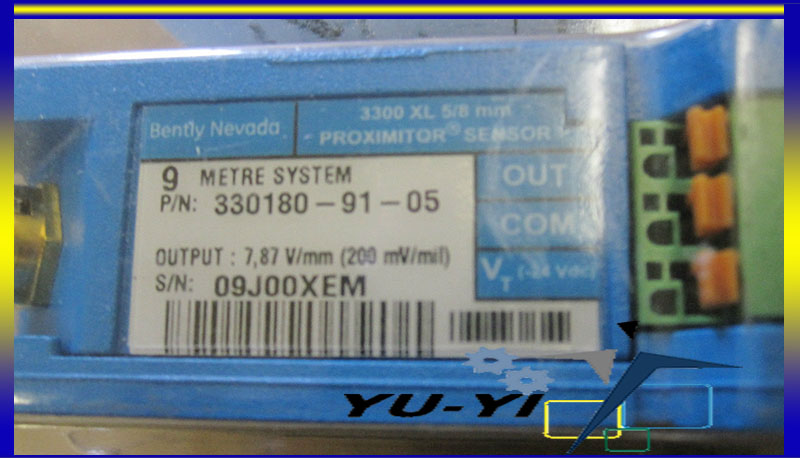 Bently Nevada
3300 XL 5/8 mm
PROXIMITOR® SENSOR
9 METRE SYSTEM
P/N: 330180-91-05
OUT
COM
OUTPUT : 7,87 V/mm (200 mV/mil)
VT (-24 Vdc)
S/N: 09J00XEM
YU-YI